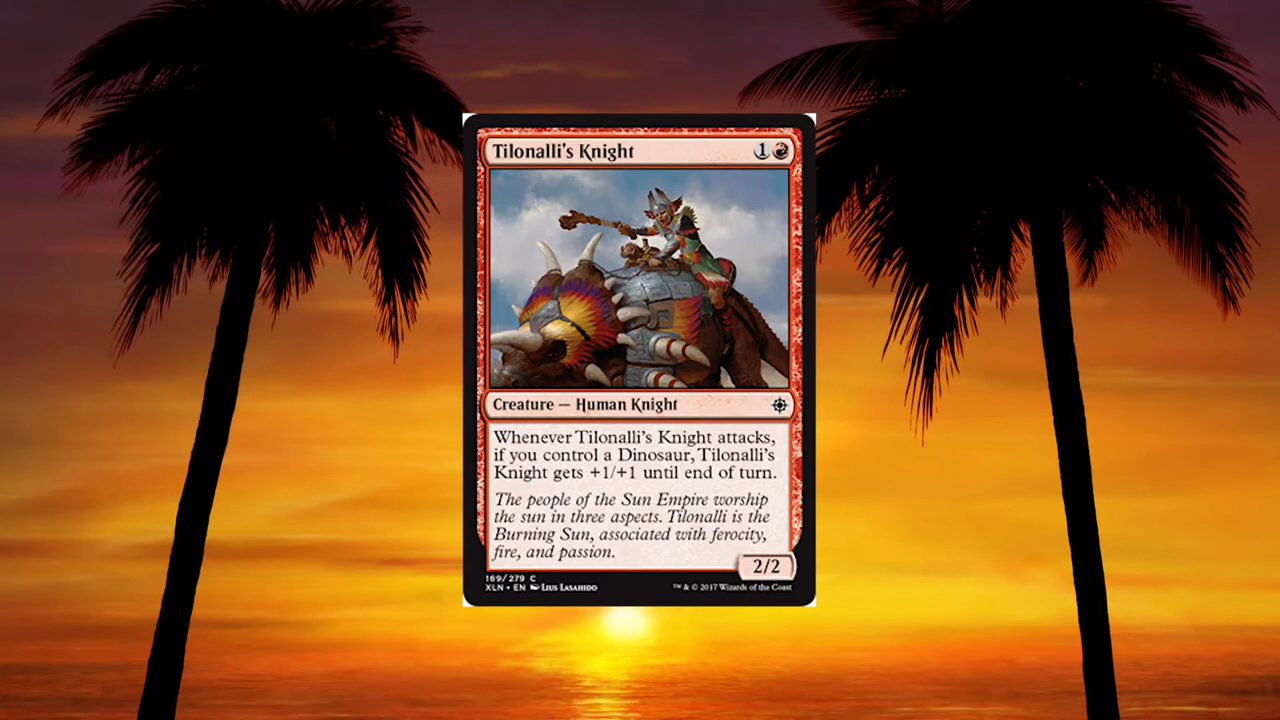 Tilonalli's Knight 1
Creature — Human Knight
Whenever Tilonalli's Knight attacks,
if you control a Dinosaur, Tilonalli's
Knight gets +1/+1 until end of turn.
The people of the Sun Empire worship
the sun in three aspects. Tilonalli is the
Burning Sun, associated with ferocity,
fire, and passion.
2/2
169/279 C
XLN • EN Lius Lasahido
™ & © 2017 Wizards of the Coast